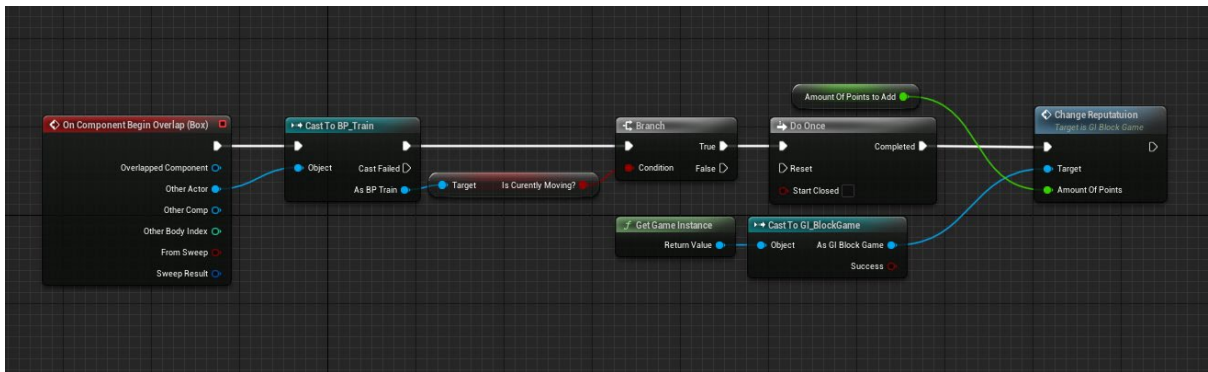 On Component Begin Overlap (Box)
Overlapped Component
Other Actor
Other Comp
Other Body Index
From Sweep
Sweep Result
Cast To BP_Train
Object
Cast Failed
As BP Train
Target
Is Curently Moving?
Branch
Condition
True
False
Get Game Instance
Return Value
Cast To GI_BlockGame
Object
As GI Block Game
Success
Amount Of Points to Add
Do Once
Completed
Reset
Start Closed
Change Reputatuion
Target is GI Block Game
Target
Amount Of Points